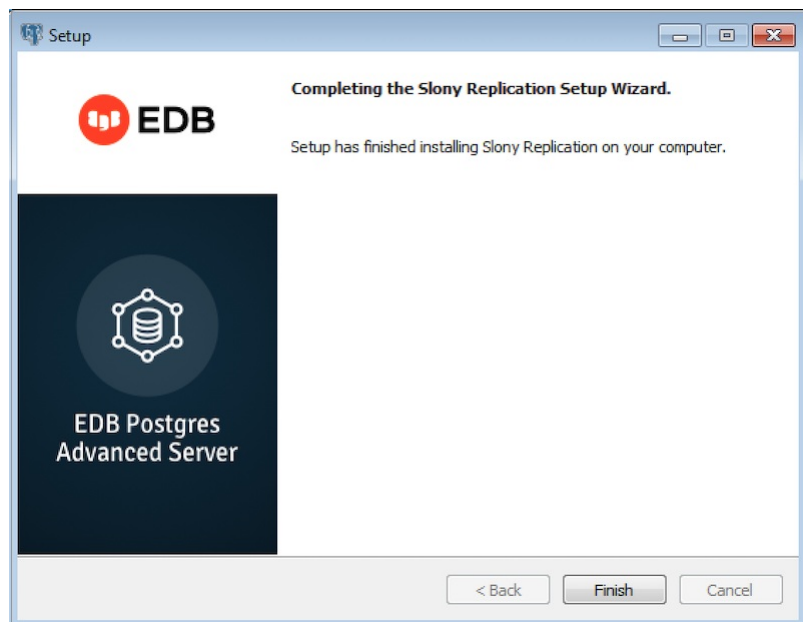 Setup
EDB
Completing the Slony Replication Setup Wizard.
Setup has finished installing Slony Replication on your computer.
EDB Postgres
Advanced Server
< Back
Finish
Cancel